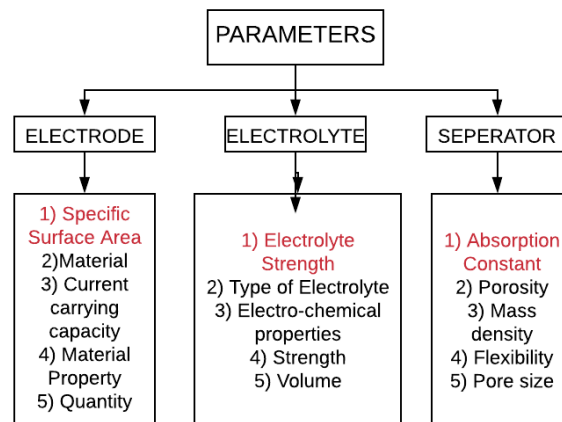 PARAMETERS
ELECTRODE
ELECTROLYTE
SEPERATOR
1) Specific
Surface Area
2)Material
3) Current
carrying
capacity
4) Material
Property
5) Quantity
1) Electrolyte
Strength
2) Type of Electrolyte
3) Electro-chemical
properties
4) Strength
5) Volume
1) Absorption
Constant
2) Porosity
3) Mass
density
4) Flexibility
5) Pore size